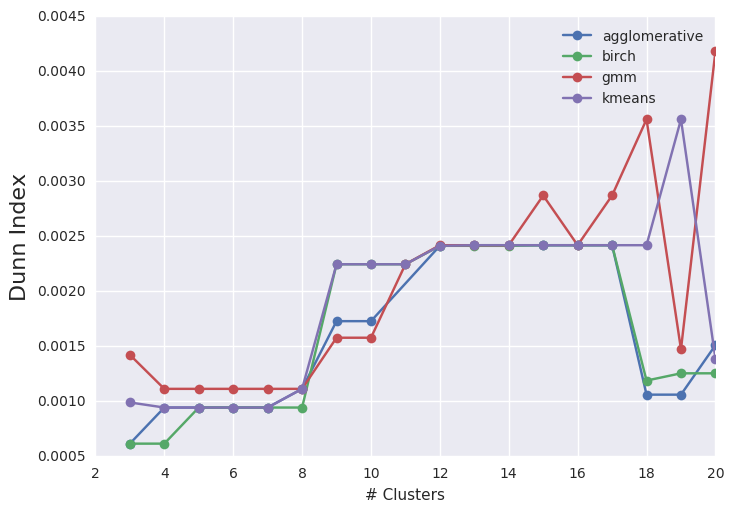 0.0045
0.0040
0.0035
0.0030
0.0025
0.0020
0.0015
0.0010
0.0005
Dunn Index
agglomerative
birch
gmm
kmeans
2 4 6 8 10 12 14 16 18 20
# Clusters